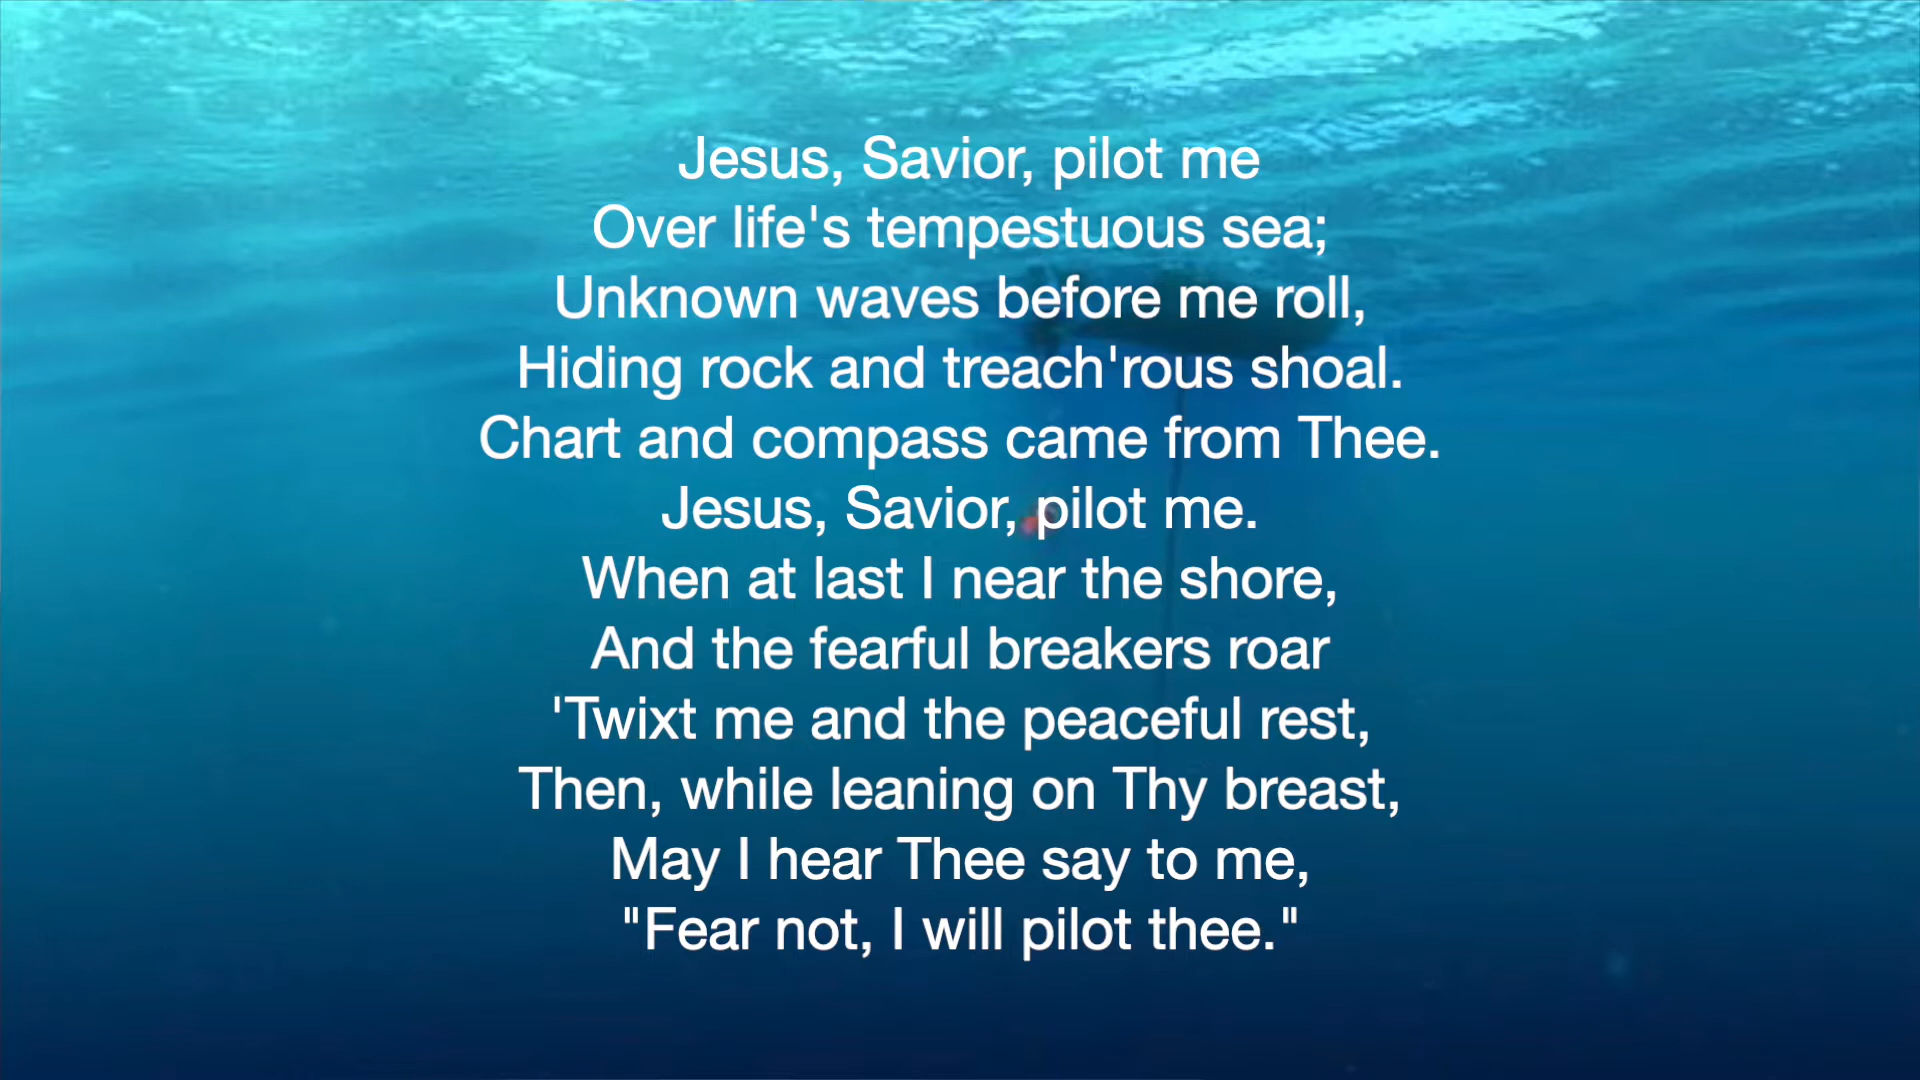 Jesus, Savior, pilot me
Over life's tempestuous sea;
Unknown waves before me roll,
Hiding rock and treach'rous shoal.
Chart and compass came from Thee.
Jesus, Savior, pilot me.
When at last I near the shore,
And the fearful breakers roar
'Twixt me and the peaceful rest,
Then, while leaning on Thy breast,
May I hear Thee say to me,
"Fear not, I will pilot thee."